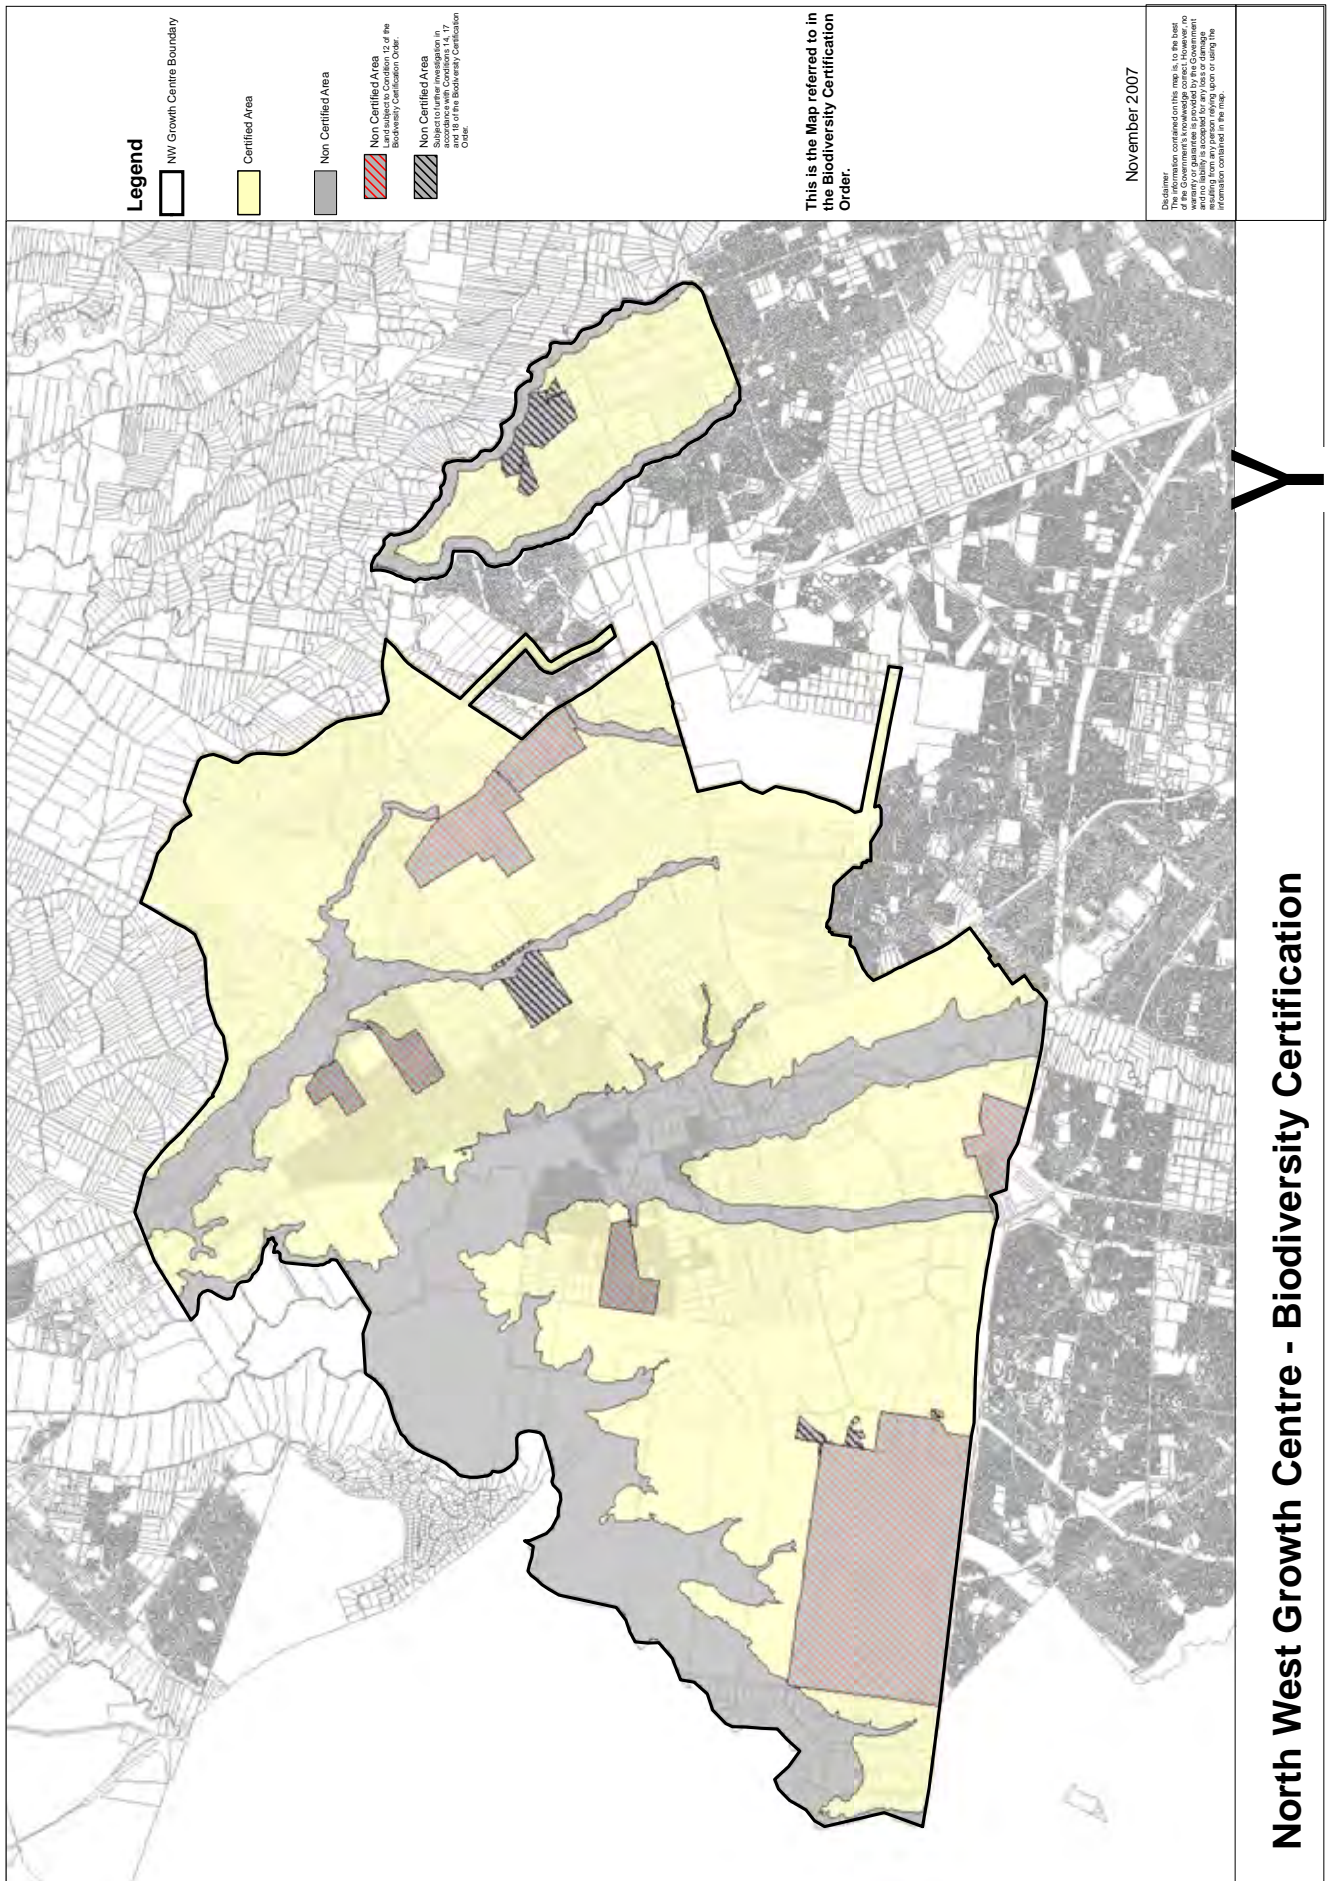 Legend
NW Growth Centre Boundary
Certified Area
Non Certified Area
Non Certified Area
Land subject to Condition 12 of the
Biodiversity Certification Order.
Non Certified Area
Subject to further investigation in
accordance with Conditions 14, 17
and 18 of the Biodiversity Certification
Order.
This is the Map referred to in
the Biodiversity Certification
Order.
November 2007
Disclaimer
The information contained on this map is, to the best
of the Government's knowledge correct. However, no
warranty or guarantee is provided by the Government
and no liability is accepted for any loss or damage
resulting from any person relying upon or using the
information contained in the map.
North West Growth Centre - Biodiversity Certification